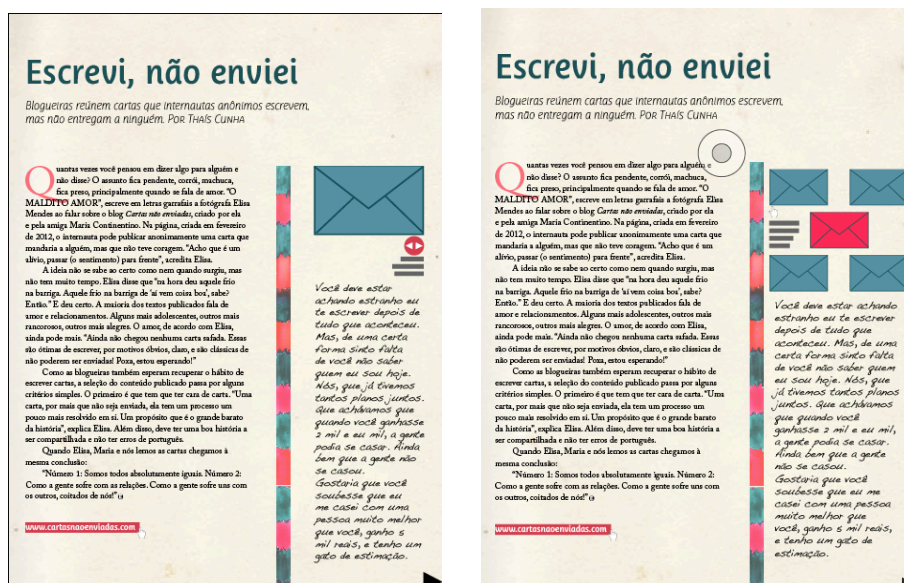 Escrevi, não enviei
Blogueiras reúnem cartas que internautas anônimos escrevem,
mas não entregam a ninguém. POR THAÍS CUNHA
Quantas vezes você pensou em dizer algo para alguém e
não disse? O assunto fica pendente, corrói, machuca,
fica preso, principalmente quando se fala de amor. "O
MALDITO AMOR", escreve em letras garrafais a fotógrafa Elisa
Mendes ao falar sobre o blog Cartas não enviadas, criado por ela
e pela amiga Maria Continentino. Na página, criada em fevereiro
de 2012, o internauta pode publicar anonimamente uma carta que
mandaria a alguém, mas que não teve coragem. "Acho que é um
alívio, passar (o sentimento) para frente", acredita Elisa.
A ideia não se sabe ao certo como nem quando surgiu, mas
não tem muito tempo. Elisa disse que "na hora deu aquele frio
na barriga. Aquele frio na barriga de 'aí vem coisa boa', sabe?
Então." E deu certo. A maioria dos textos publicados fala de
amor e relacionamentos. Alguns mais adolescentes, outros mais
rancorosos, outros mais alegres. O amor, de acordo com Elisa,
ainda pode mais. "Ainda não chegou nenhuma carta safada. Essas
são ótimas de escrever, por motivos óbvios, claro, e são clássicas de
não poderem ser enviadas! Poxa, estou esperando!"
Como as blogueiras também esperam recuperar o hábito de
escrever cartas, a seleção do conteúdo publicado passa por alguns
critérios simples. O primeiro é que tem que ter cara de carta. "Uma
carta, por mais que não seja enviada, ela tem um processo um
pouco mais resolvido em si. Um propósito que é o grande barato
da história", explica Elisa. Além disso, deve ter uma boa história a
ser compartilhada e não ter erros de português.
Quando Elisa, Maria e nós lemos as cartas chegamos à
mesma conclusão:
"Número 1: Somos todos absolutamente iguais. Número 2:
Como a gente sofre com as relações. Como a gente sofre uns com
os outros, coitados de nós!"
www.cartasnaoenviadas.com
Você deve estar
achando estranho eu
te escrever depois de
tudo que aconteceu.
Mas, de uma certa
forma sinto falta
de você não saber
quem eu sou hoje.
Nós, que já tivemos
tantos planos juntos.
Que achávamos
que quando você ganhasse
2 mil e eu mil, a gente
podia se casar. Ainda
bem que a gente não
se casou.
Gostaria que você
soubesse que eu
me casei com uma
pessoa muito melhor
que você, ganho 5
mil reais, e tenho um
gato de estimação.
Escrevi, não enviei
Blogueiras reúnem cartas que internautas anônimos escrevem,
mas não entregam a ninguém. POR THAÍS CUNHA
Quantas vezes você pensou em dizer algo para alguém e
não disse? O assunto fica pendente, corrói, machuca,
fica preso, principalmente quando se fala de amor. "O
MALDITO AMOR", escreve em letras garrafais a fotógrafa Elisa
Mendes ao falar sobre o blog Cartas não enviadas, criado por ela
e pela amiga Maria Continentino. Na página, criada em fevereiro
de 2012, o internauta pode publicar anonimamente uma carta que
mandaria a alguém, mas que não teve coragem. "Acho que é um
alívio, passar (o sentimento) para frente", acredita Elisa.
A ideia não se sabe ao certo como nem quando surgiu, mas
não tem muito tempo. Elisa disse que "na hora deu aquele frio
na barriga. Aquele frio na barriga de 'aí vem coisa boa', sabe?
Então." E deu certo. A maioria dos textos publicados fala de
amor e relacionamentos. Alguns mais adolescentes, outros mais
rancorosos, outros mais alegres. O amor, de acordo com Elisa,
ainda pode mais. "Ainda não chegou nenhuma carta safada. Essas
são ótimas de escrever, por motivos óbvios, claro, e são clássicas de
não poderem ser enviadas! Poxa, estou esperando!"
Como as blogueiras também esperam recuperar o hábito de
escrever cartas, a seleção do conteúdo publicado passa por alguns
critérios simples. O primeiro é que tem que ter cara de carta. "Uma
carta, por mais que não seja enviada, ela tem um processo um
pouco mais resolvido em si. Um propósito que é o grande barato
da história", explica Elisa. Além disso, deve ter uma boa história a
ser compartilhada e não ter erros de português.
Quando Elisa, Maria e nós lemos as cartas chegamos à
mesma conclusão:
"Número 1: Somos todos absolutamente iguais. Número 2:
Como a gente sofre com as relações. Como a gente sofre uns com
os outros, coitados de nós!"
www.cartasnaoenviadas.com
Você deve estar achando
estranho eu te escrever
depois de tudo que
aconteceu. Mas, de uma
certa forma sinto falta
de você não saber quem
eu sou hoje. Nós, que
já tivemos tantos planos
juntos. Que achávamos
que quando você
ganhasse 2 mil e eu mil,
a gente podia se casar.
Ainda bem que a gente
não se casou.
Gostaria que você
soubesse que eu me
casei com uma pessoa
muito melhor que
você, ganho 5 mil reais,
e tenho um gato de
estimação.